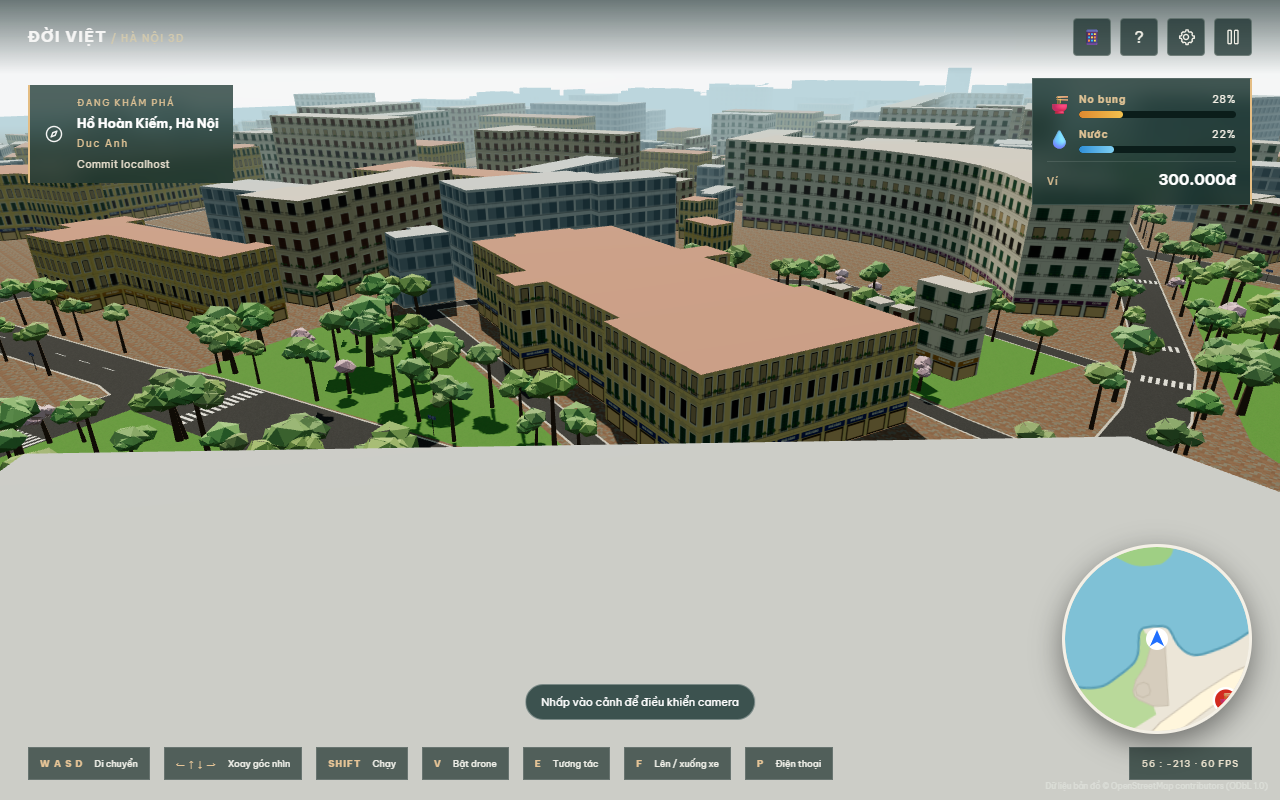 ĐỜI VIỆT / HÀ NỘI 3D
?
ĐANG KHÁM PHÁ
Hồ Hoàn Kiếm, Hà Nội
Duc Anh
Commit localhost
No bụng 28%
Nước 22%
Ví 300.000đ
Nhấp vào cảnh để điều khiển camera
W A S D Di chuyển
←↑↓→ Xoay góc nhìn
SHIFT Chạy
V Bật drone
E Tương tác
F Lên / xuống xe
P Điện thoại
56 : -213 · 60 FPS
Dữ liệu bản đồ © OpenStreetMap contributors (ODbL 1.0)